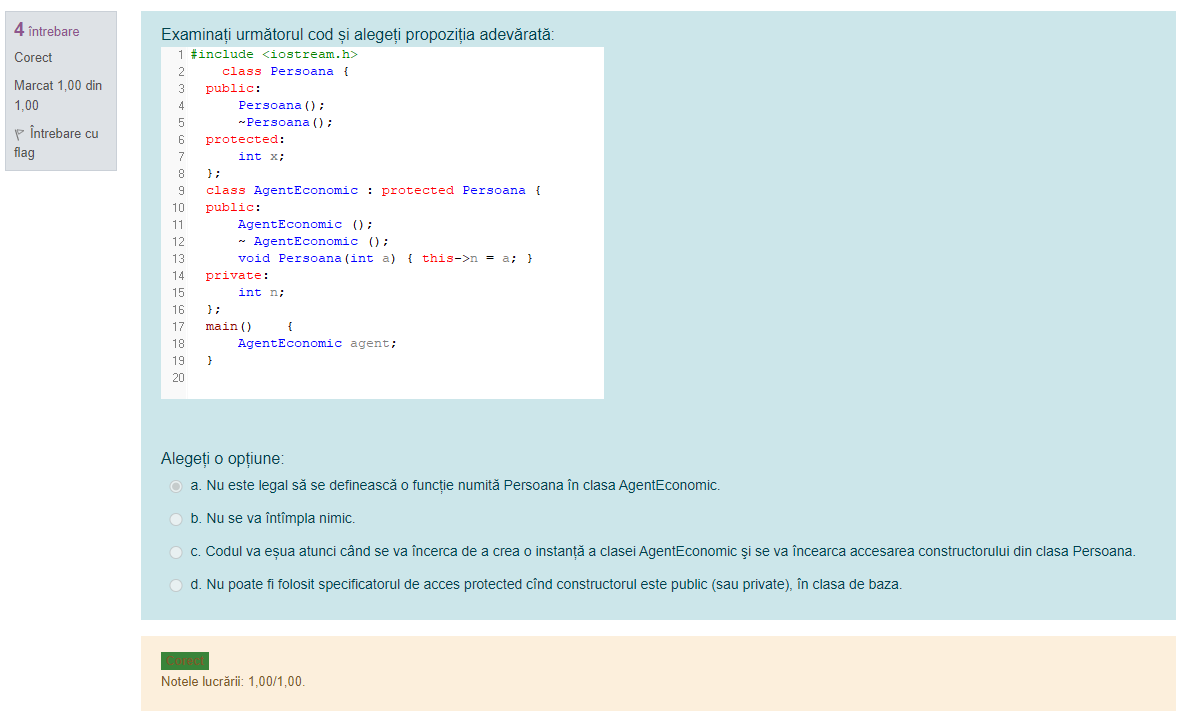 4 întrebare
Corect
Marcat 1,00 din
1,00
Întrebare cu
flag
Examinați următorul cod și alegeți propoziția adevărată:
1 #include <iostream.h>
2 class Persoana {
3 public:
4 Persoana();
5 ~Persoana();
6 protected:
7 int x;
8 };
9 class AgentEconomic : protected Persoana {
10 public:
11 AgentEconomic ();
12 ~ AgentEconomic ();
13 void Persoana(int a) { this->n = a; }
14 private:
15 int n;
16 };
17 main() {
18 AgentEconomic agent;
19 }
20
Alegeți o opțiune:
a. Nu este legal să se definească o funcție numită Persoana în clasa AgentEconomic.
b. Nu se va întîmpla nimic.
c. Codul va eșua atunci când se va încerca de a crea o instanță a clasei AgentEconomic şi se va încearca accesarea constructorului din clasa Persoana.
d. Nu poate fi folosit specificatorul de acces protected cînd constructorul este public (sau private), în clasa de baza.
Corect
Notele lucrării: 1,00/1,00.